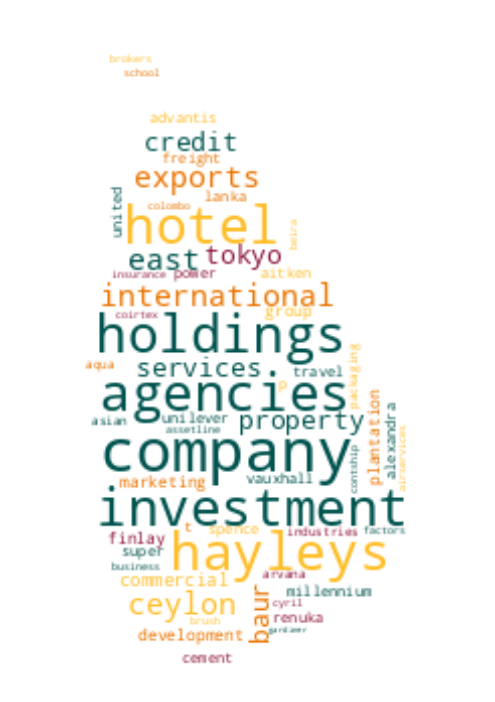 brokers
school
advantis
credit
freight
exports
united
lanka
colombo
hotel
beira
east tokyo
insurance power aitken
international
coirtex group
holdings
aqua services. travel
packaging
p
agencies
plantation
alexandra
asian unilever property
assetline
airservices
company
contship
marketing vauxhall
investment
t spence industries factors
finlay
super hayleys
business arvana
commercial
millennium
ceylon baur cyril
brush renuka
development gardiner
cement